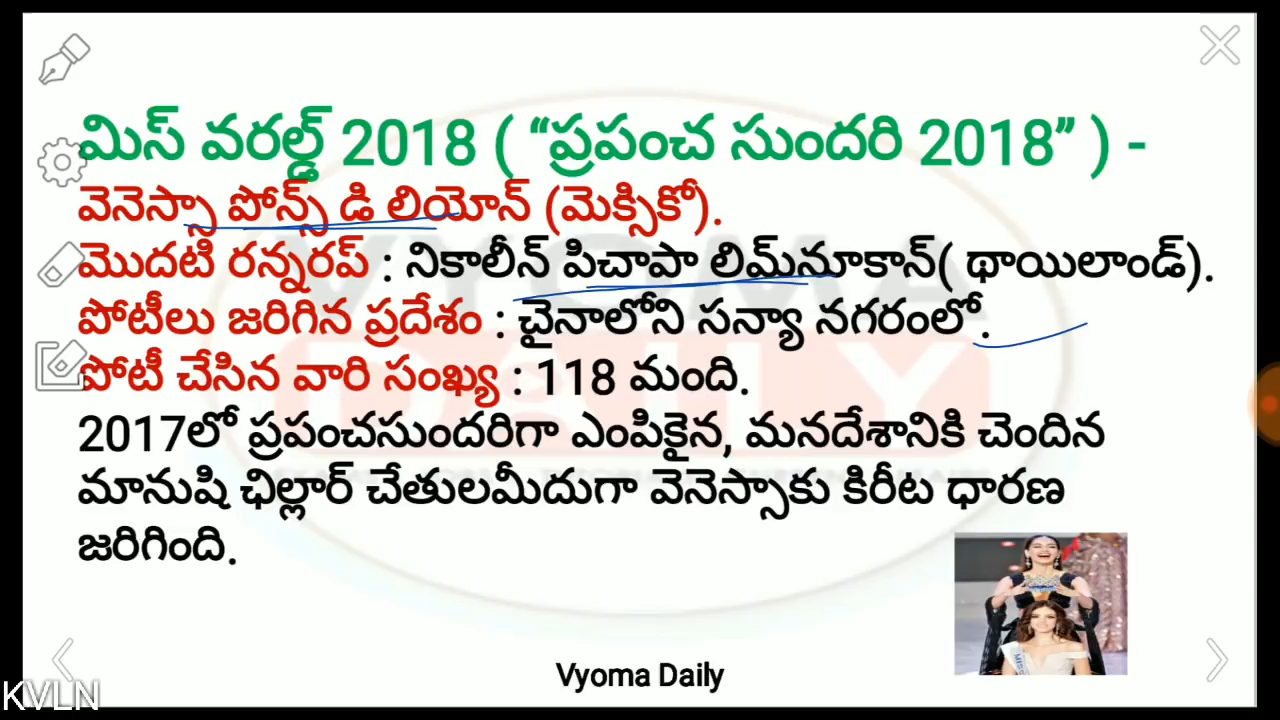 మిస్ వరల్డ్ 2018 ( “ప్రపంచ సుందరి 2018” ) -
వెనెస్సా పోన్స్ డి లియోన్ (మెక్సికో).
మొదటి రన్నరప్ : నికాలీన్ పిచాపా లిమ్‌నూకాన్( థాయిలాండ్).
పోటీలు జరిగిన ప్రదేశం : చైనాలోని సన్యా నగరంలో.
పోటీ చేసిన వారి సంఖ్య : 118 మంది.
2017లో ప్రపంచసుందరిగా ఎంపికైన, మనదేశానికి చెందిన
మానుషి ఛిల్లార్ చేతులమీదుగా వెనెస్సాకు కిరీట ధారణ
జరిగింది.
Vyoma Daily
KVLN